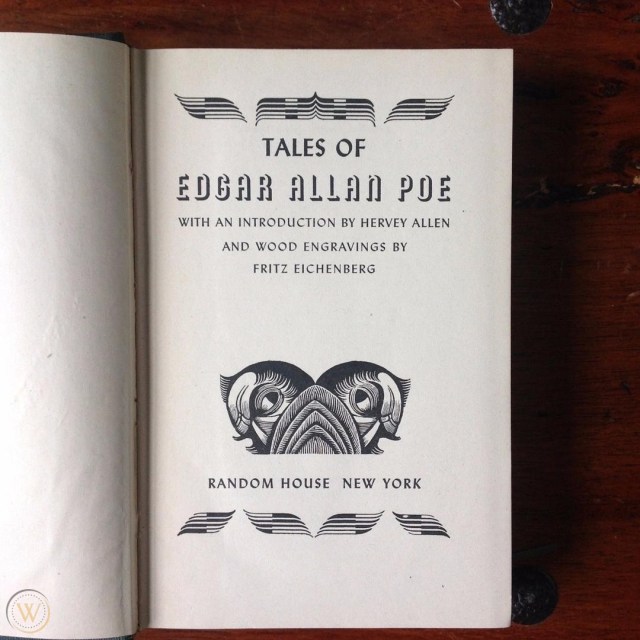 TALES OF
EDGAR ALLAN POE
WITH AN INTRODUCTION BY HERVEY ALLEN
AND WOOD ENGRAVINGS BY
FRITZ EICHENBERG
RANDOM HOUSE NEW YORK
W